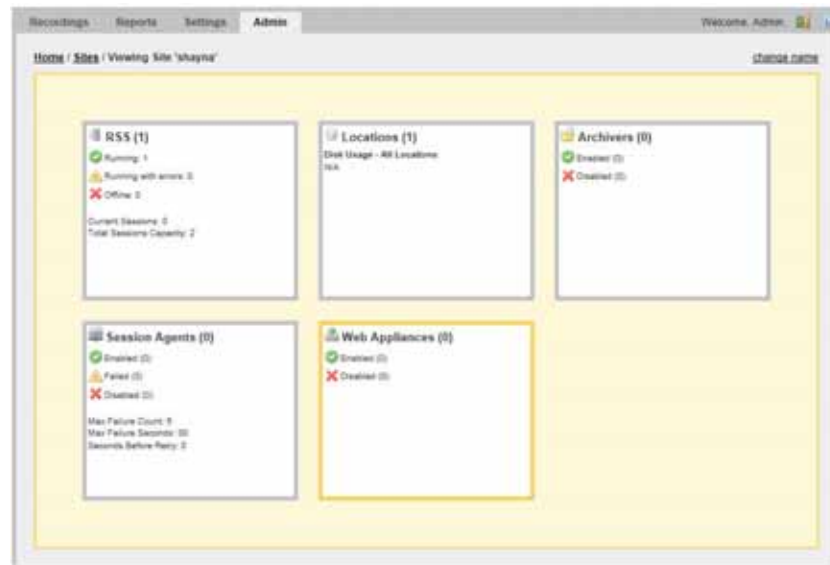 Recordings Reports Settings Admin
Welcome, Admin.
Home / Sites / Viewing Site 'shayna'
change name
RSS (1)
Running: 1
Running with errors: 0
Offline: 0
Current Sessions: 0
Total Sessions Capacity: 2
Locations (1)
Disk Usage - All Locations
N/A
Archivers (0)
Enabled (0)
Disabled (0)
Session Agents (0)
Enabled (0)
Failed (0)
Disabled (0)
Max Failure Count: 5
Max Failure Seconds:
Seconds Before Retry: 0
Web Appliances (0)
Enabled (0)
Disabled (0)